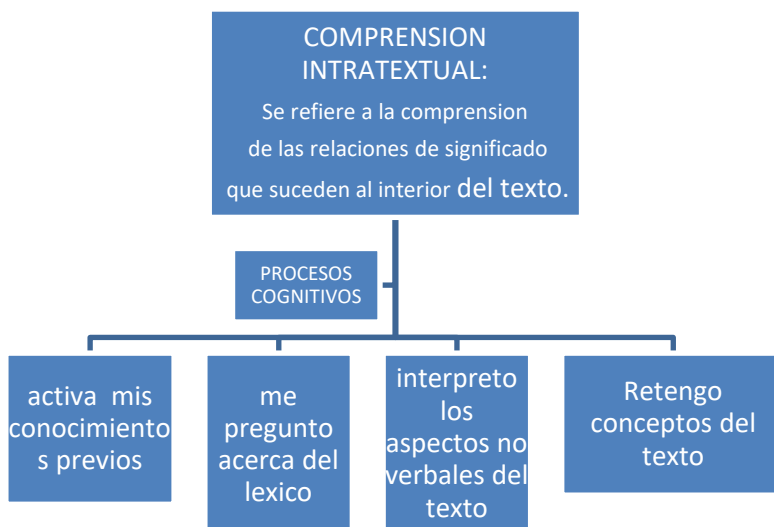 COMPRENSION
INTRATEXTUAL:
Se refiere a la comprension
de las relaciones de significado
que suceden al interior del texto.
PROCESOS
COGNITIVOS
activa mis
conocimiento
s previos
me
pregunto
acerca del
lexico
interpreto
los
aspectos no
verbales del
texto
Retengo
conceptos del
texto